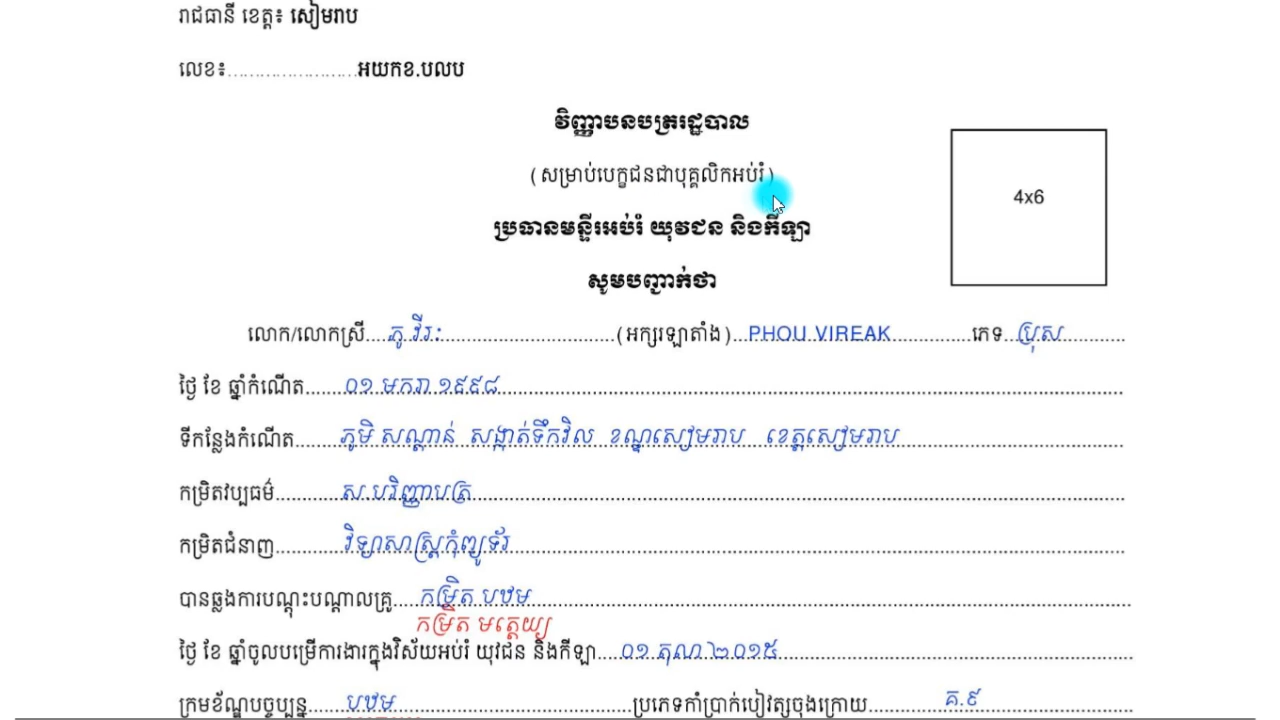 រាជធានី ខេត្ត៖ សៀមរាប
លេខ៖........................អយកខ.បលប
វិញ្ញាបនបត្ររដ្ឋបាល
(សម្រាប់បេក្ខជនជាបុគ្គលិកអប់រំ)
4x6
ប្រធានមន្ទីរអប់រំ យុវជន និងកីឡា
សូមបញ្ជាក់ថា
លោក/លោកស្រី....ភូ វីរៈ................................(អក្សរឡាតាំង)...PHOU VIREAK...............ភេទ...ប្រុស...........
ថ្ងៃ ខែ ឆ្នាំកំណើត.......០១ មករា ១៩៩៨...............................................................
ទីកន្លែងកំណើត........ភូមិ សណ្ដាន់ សង្កាត់ទឹកវិល ខណ្ឌសៀមរាប ខេត្តសៀមរាប........................................
កម្រិតវប្បធម៌............ស.បរិញ្ញាបត្រ...............................................................
កម្រិតជំនាញ............វិទ្យាសាស្ត្រកុំព្យូទ័រ...............................................................
បានឆ្លងការបណ្តុះបណ្តាលគ្រូ....កម្រិត បឋម...............................................................
កម្រិត មត្តេយ្យ
ថ្ងៃ ខែ ឆ្នាំចូលបម្រើការងារក្នុងវិស័យអប់រំ យុវជន និងកីឡា....០១ តុលា ២០១៥........................................
ក្រមខ័ណ្ឌបច្ចុប្បន្ន.......បឋម................................ប្រភេទកាំប្រាក់បៀវត្សចុងក្រោយ............គ.៩....................